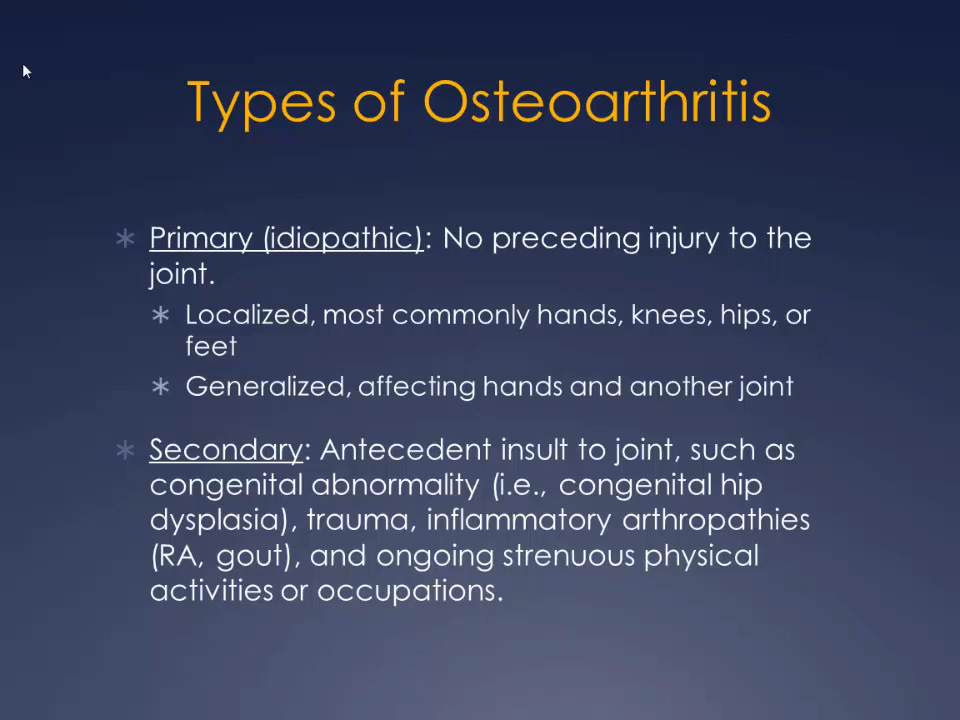 Types of Osteoarthritis
Primary (idiopathic): No preceding injury to the
joint.
Localized, most commonly hands, knees, hips, or
feet
Generalized, affecting hands and another joint
Secondary: Antecedent insult to joint, such as
congenital abnormality (i.e., congenital hip
dysplasia), trauma, inflammatory arthropathies
(RA, gout), and ongoing strenuous physical
activities or occupations.